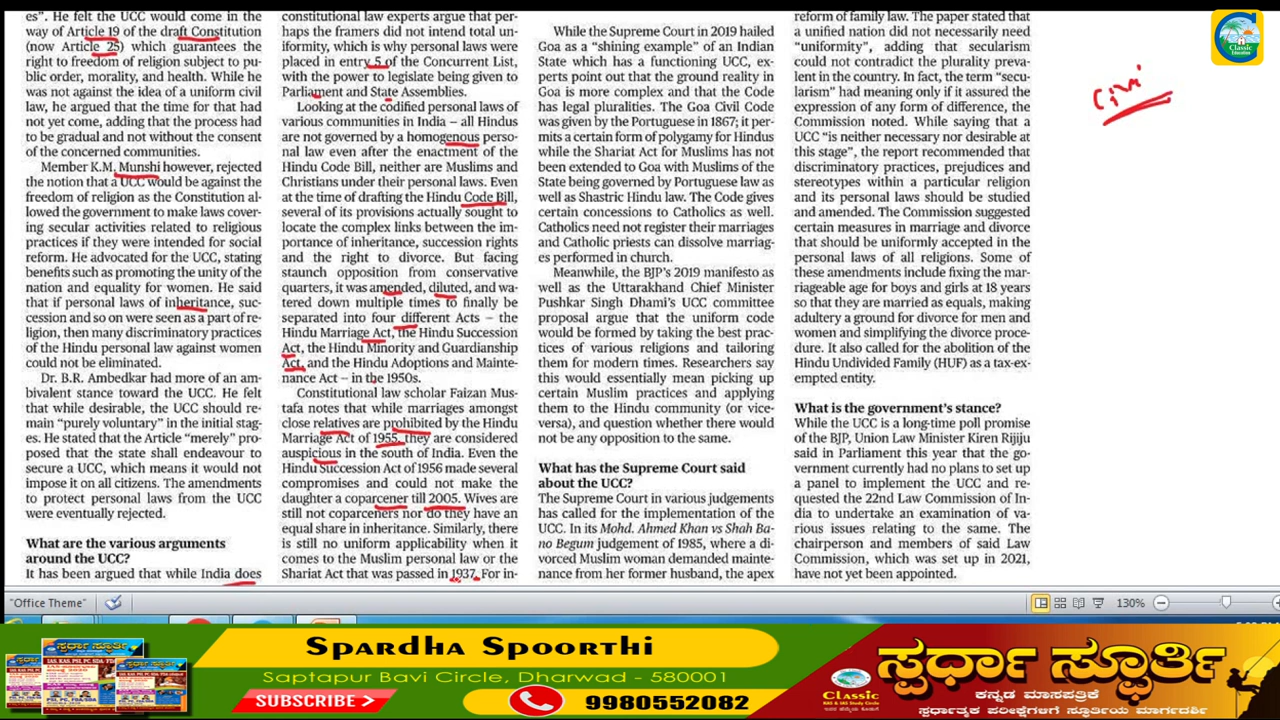 es”. He felt the UCC would come in the
way of Article 19 of the draft Constitution
(now Article 25) which guarantees the
right to freedom of religion subject to pu-
blic order, morality, and health. While he
was not against the idea of a uniform civil
law, he argued that the time for that had
not yet come, adding that the process had
to be gradual and not without the consent
of the concerned communities.
Member K.M. Munshi however, rejected
the notion that a UCC would be against the
freedom of religion as the Constitution al-
lowed the government to make laws cover-
ing secular activities related to religious
practices if they were intended for social
reform. He advocated for the UCC, stating
benefits such as promoting the unity of the
nation and equality for women. He said
that if personal laws of inheritance, suc-
cession and so on were seen as a part of re-
ligion, then many discriminatory practices
of the Hindu personal law against women
could not be eliminated.
Dr. B.R. Ambedkar had more of an am-
bivalent stance toward the UCC. He felt
that while desirable, the UCC should re-
main “purely voluntary” in the initial stag-
es. He stated that the Article “merely” pro-
posed that the state shall endeavour to
secure a UCC, which means it would not
impose it on all citizens. The amendments
to protect personal laws from the UCC
were eventually rejected.
What are the various arguments
around the UCC?
It has been argued that while India does
constitutional law experts argue that per-
haps the framers did not intend total un-
iformity, which is why personal laws were
placed in entry 5 of the Concurrent List,
with the power to legislate being given to
Parliament and State Assemblies.
Looking at the codified personal laws of
various communities in India – all Hindus
are not governed by a homogenous perso-
nal law even after the enactment of the
Hindu Code Bill, neither are Muslims and
Christians under their personal laws. Even
at the time of drafting the Hindu Code Bill,
several of its provisions actually sought to
locate the complex links between the im-
portance of inheritance, succession rights
and the right to divorce. But facing
staunch opposition from conservative
quarters, it was amended, diluted, and wa-
tered down multiple times to finally be
separated into four different Acts – the
Hindu Marriage Act, the Hindu Succession
Act, the Hindu Minority and Guardianship
Act, and the Hindu Adoptions and Mainte-
nance Act – in the 1950s.
Constitutional law scholar Faizan Mus-
tafa notes that while marriages amongst
close relatives are prohibited by the Hindu
Marriage Act of 1955, they are considered
auspicious in the south of India. Even the
Hindu Succession Act of 1956 made several
compromises and could not make the
daughter a coparcener till 2005. Wives are
still not coparceners nor do they have an
equal share in inheritance. Similarly, there
is still no uniform applicability when it
comes to the Muslim personal law or the
Shariat Act that was passed in 1937. For in-
While the Supreme Court in 2019 hailed
Goa as a “shining example” of an Indian
State which has a functioning UCC, ex-
perts point out that the ground reality in
Goa is more complex and that the Code
has legal pluralities. The Goa Civil Code
was given by the Portuguese in 1867; it per-
mits a certain form of polygamy for Hindus
while the Shariat Act for Muslims has not
been extended to Goa with Muslims of the
State being governed by Portuguese law as
well as Shastric Hindu law. The Code gives
certain concessions to Catholics as well.
Catholics need not register their marriages
and Catholic priests can dissolve marriag-
es performed in church.
Meanwhile, the BJP’s 2019 manifesto as
well as the Uttarakhand Chief Minister
Pushkar Singh Dhami’s UCC committee
proposal argue that the uniform code
would be formed by taking the best prac-
tices of various religions and tailoring
them for modern times. Researchers say
this would essentially mean picking up
certain Muslim practices and applying
them to the Hindu community (or vice-
versa), and question whether there would
not be any opposition to the same.
What has the Supreme Court said
about the UCC?
The Supreme Court in various judgements
has called for the implementation of the
UCC. In its Mohd. Ahmed Khan vs Shah Ba-
no Begum judgement of 1985, where a di-
vorced Muslim woman demanded mainte-
nance from her former husband, the apex
reform of family law. The paper stated that
a unified nation did not necessarily need
“uniformity”, adding that secularism
could not contradict the plurality preva-
lent in the country. In fact, the term “secu-
larism” had meaning only if it assured the
expression of any form of difference, the
Commission noted. While saying that a
UCC “is neither necessary nor desirable at
this stage”, the report recommended that
discriminatory practices, prejudices and
stereotypes within a particular religion
and its personal laws should be studied
and amended. The Commission suggested
certain measures in marriage and divorce
that should be uniformly accepted in the
personal laws of all religions. Some of
these amendments include fixing the mar-
riageable age for boys and girls at 18 years
so that they are married as equals, making
adultery a ground for divorce for men and
women and simplifying the divorce proce-
dure. It also called for the abolition of the
Hindu Undivided Family (HUF) as a tax-ex-
empted entity.
What is the government’s stance?
While the UCC is a long-time poll promise
of the BJP, Union Law Minister Kiren Rijiju
said in Parliament this year that the go-
vernment currently had no plans to set up
a panel to implement the UCC and re-
quested the 22nd Law Commission of In-
dia to undertake an examination of va-
rious issues relating to the same. The
chairperson and members of said Law
Commission, which was set up in 2021,
have not yet been appointed.
Classic
Education
Civi
"Office Theme"
130%
Spardha Spoorthi
Saptapur Bavi Circle, Dharwad - 580001
SUBSCRIBE
9980552082
Classic
ಸ್ಪರ್ಧಾ ಸ್ಫೂರ್ತಿ
ಕನ್ನಡ ಮಾಸಪತ್ರಿಕೆ
ಸ್ಪರ್ಧಾತ್ಮಕ ಪರೀಕ್ಷೆಗಳಿಗೆ ಸ್ಫೂರ್ತಿಯ ಮಾರ್ಗದರ್ಶಿ